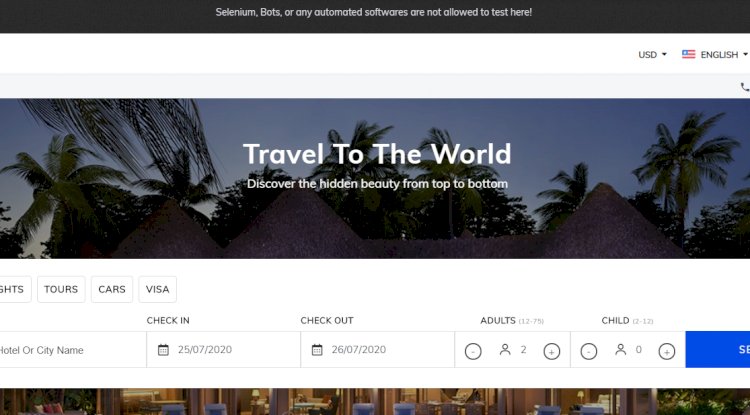 Selenium, Bots, or any automated softwares are not allowed to test here!
USD ENGLISH
Travel To The World
Discover the hidden beauty from top to bottom
GHTS TOURS CARS VISA
CHECK IN CHECK OUT ADULTS (12-75) CHILD (2-12)
Hotel Or City Name 25/07/2020 26/07/2020 - 2 + - 0 + SE